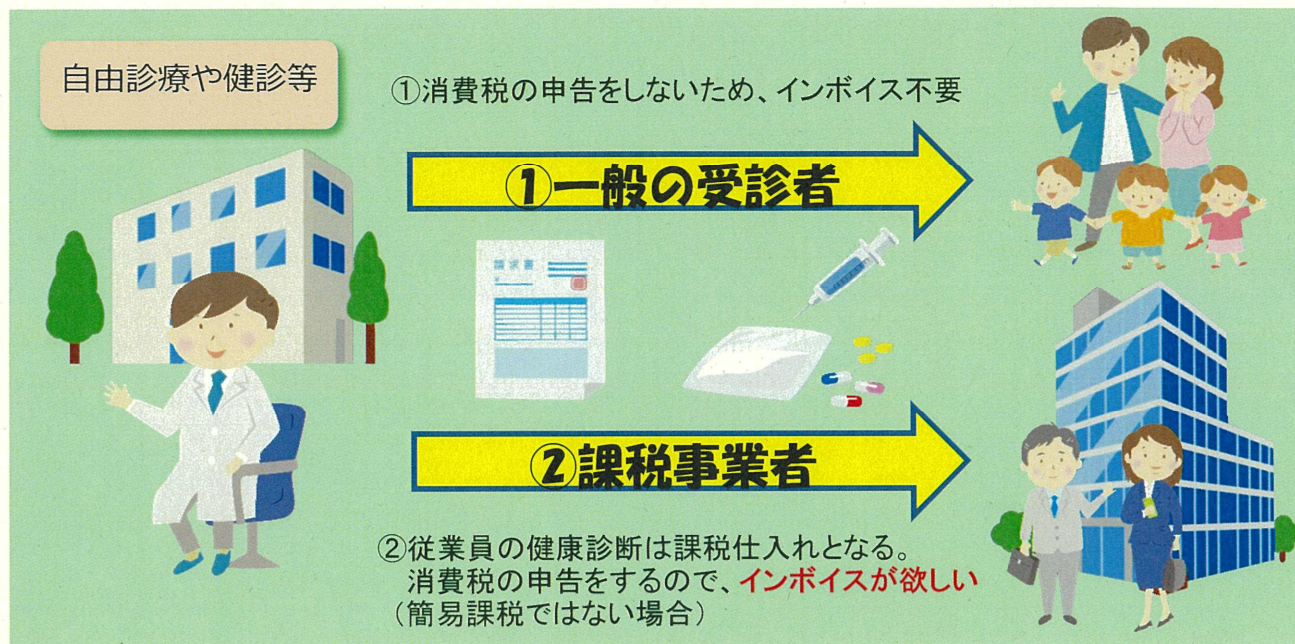 自由診療や健診等
①消費税の申告をしないため、インボイス不要
①一般の受診者
請求書
②課税事業者
②従業員の健康診断は課税仕入れとなる。
消費税の申告をするので、インボイスが欲しい
（簡易課税ではない場合）